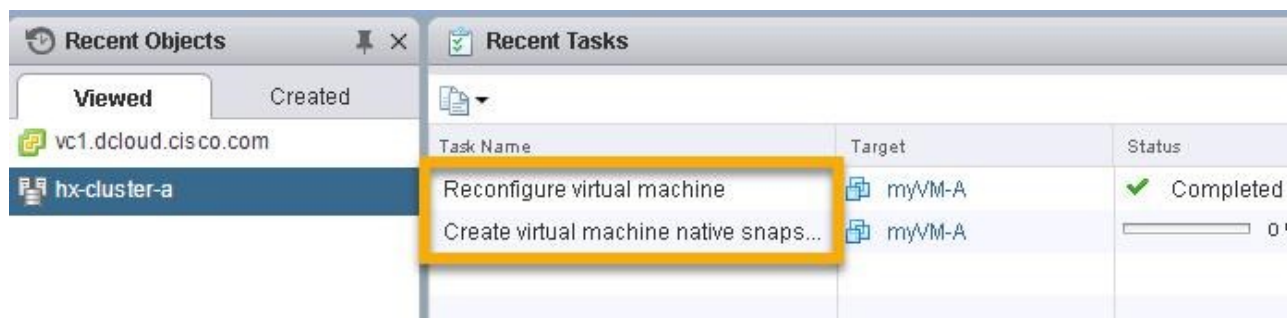 Recent Objects
Viewed
Created
vc1.dcloud.cisco.com
hx-cluster-a
Recent Tasks
Task Name Target Status
Reconfigure virtual machine myVM-A Completed
Create virtual machine native snaps... myVM-A 0